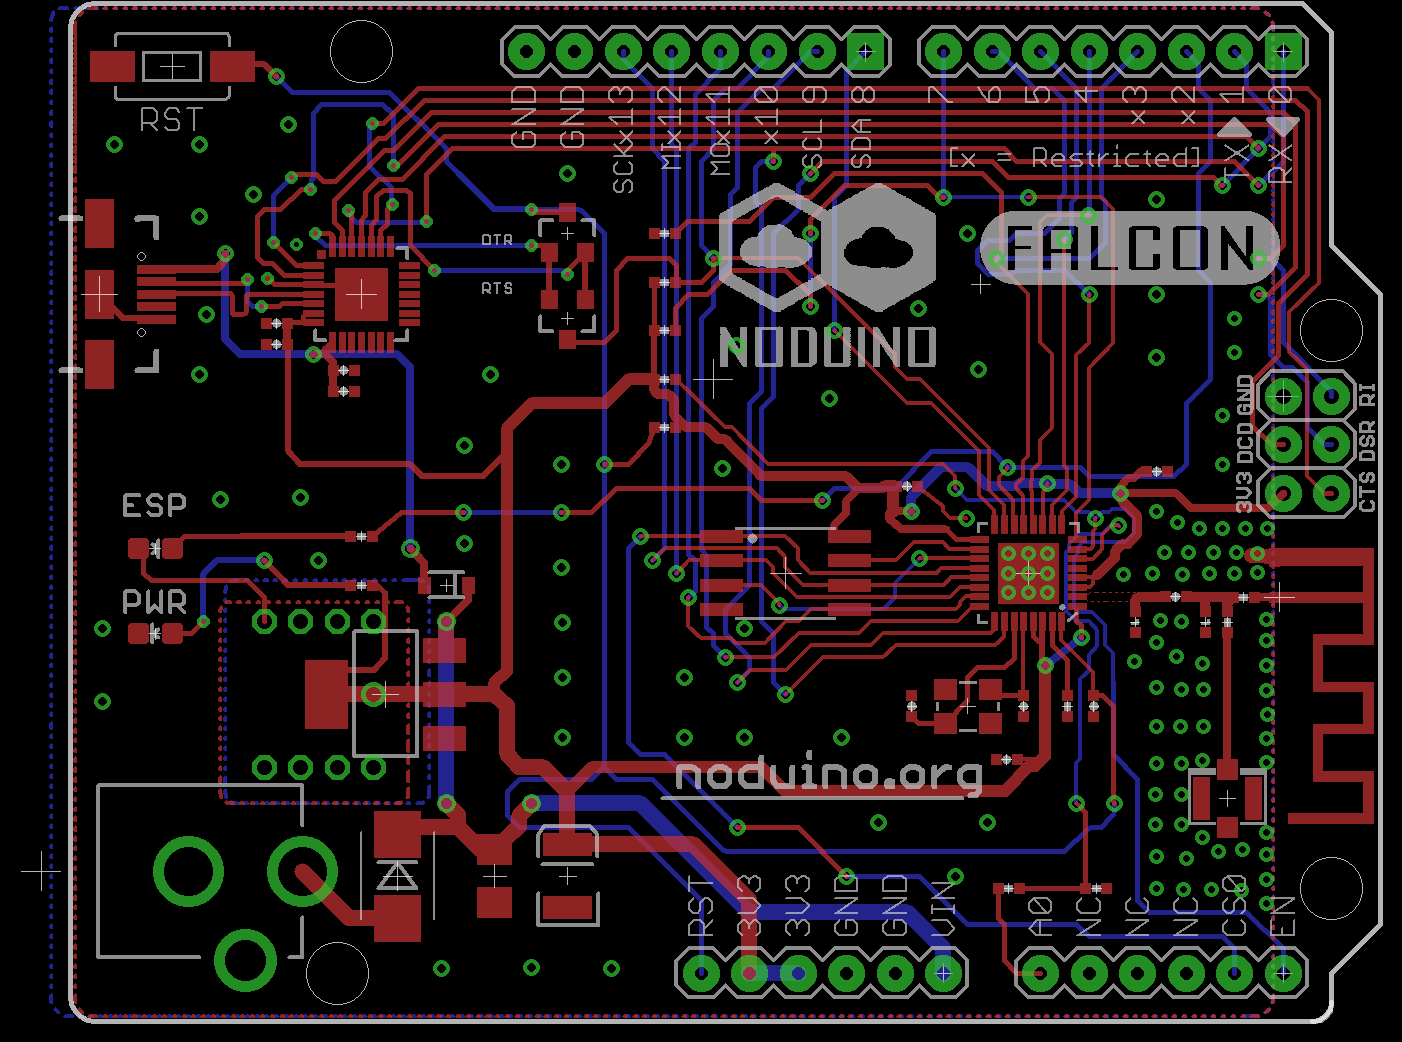 RST
GND
GND
SCKx13
MIx12
MOx11
x10
SCL 9
SDA 8
7
6
5
4
x3
x2
TX 1
RX 0
[x = Restricted]
DTR
RTS
FALCON
NODUINO
GND RI
DCD DSR
3V3 CTS
ESP
PWR
noduino.org
RST
3V3
3V3
GND
GND
VIN
A0
NC
NC
NC
CS0
EN